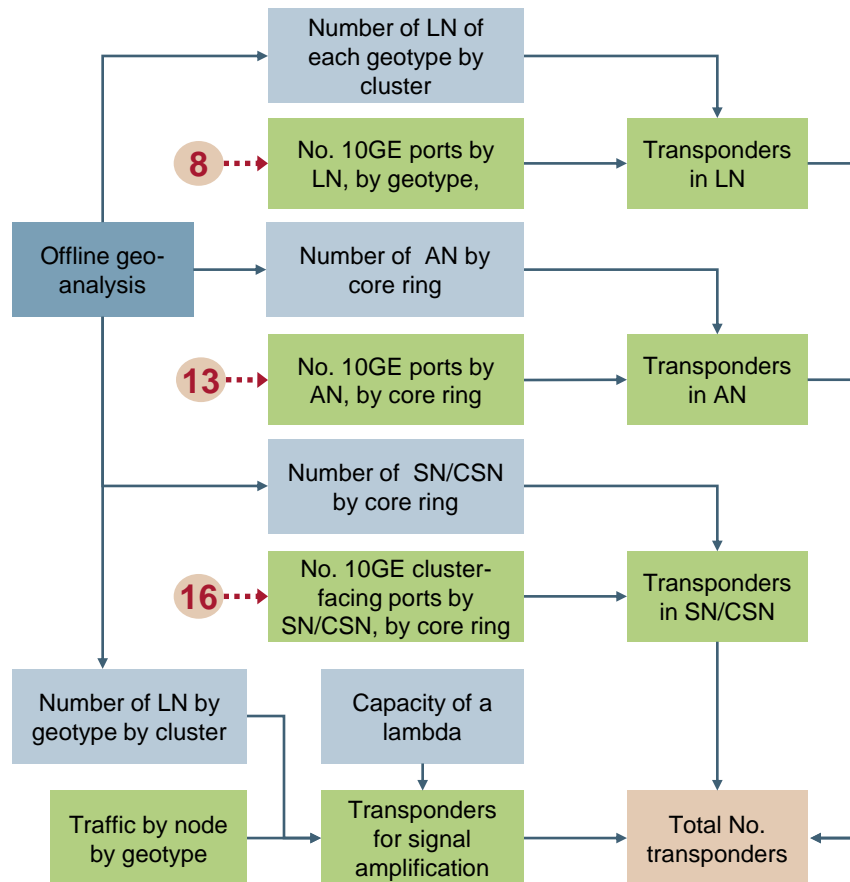 Number of LN of
each geotype by
cluster
8
No. 10GE ports by
LN, by geotype,
Transponders
in LN
Offline geo-
analysis
Number of AN by
core ring
13
No. 10GE ports by
AN, by core ring
Transponders
in AN
Number of SN/CSN
by core ring
16
No. 10GE cluster-
facing ports by
SN/CSN, by core ring
Transponders
in SN/CSN
Number of LN by
geotype by cluster
Capacity of a
lambda
Traffic by node
by geotype
Transponders
for signal
amplification
Total No.
transponders